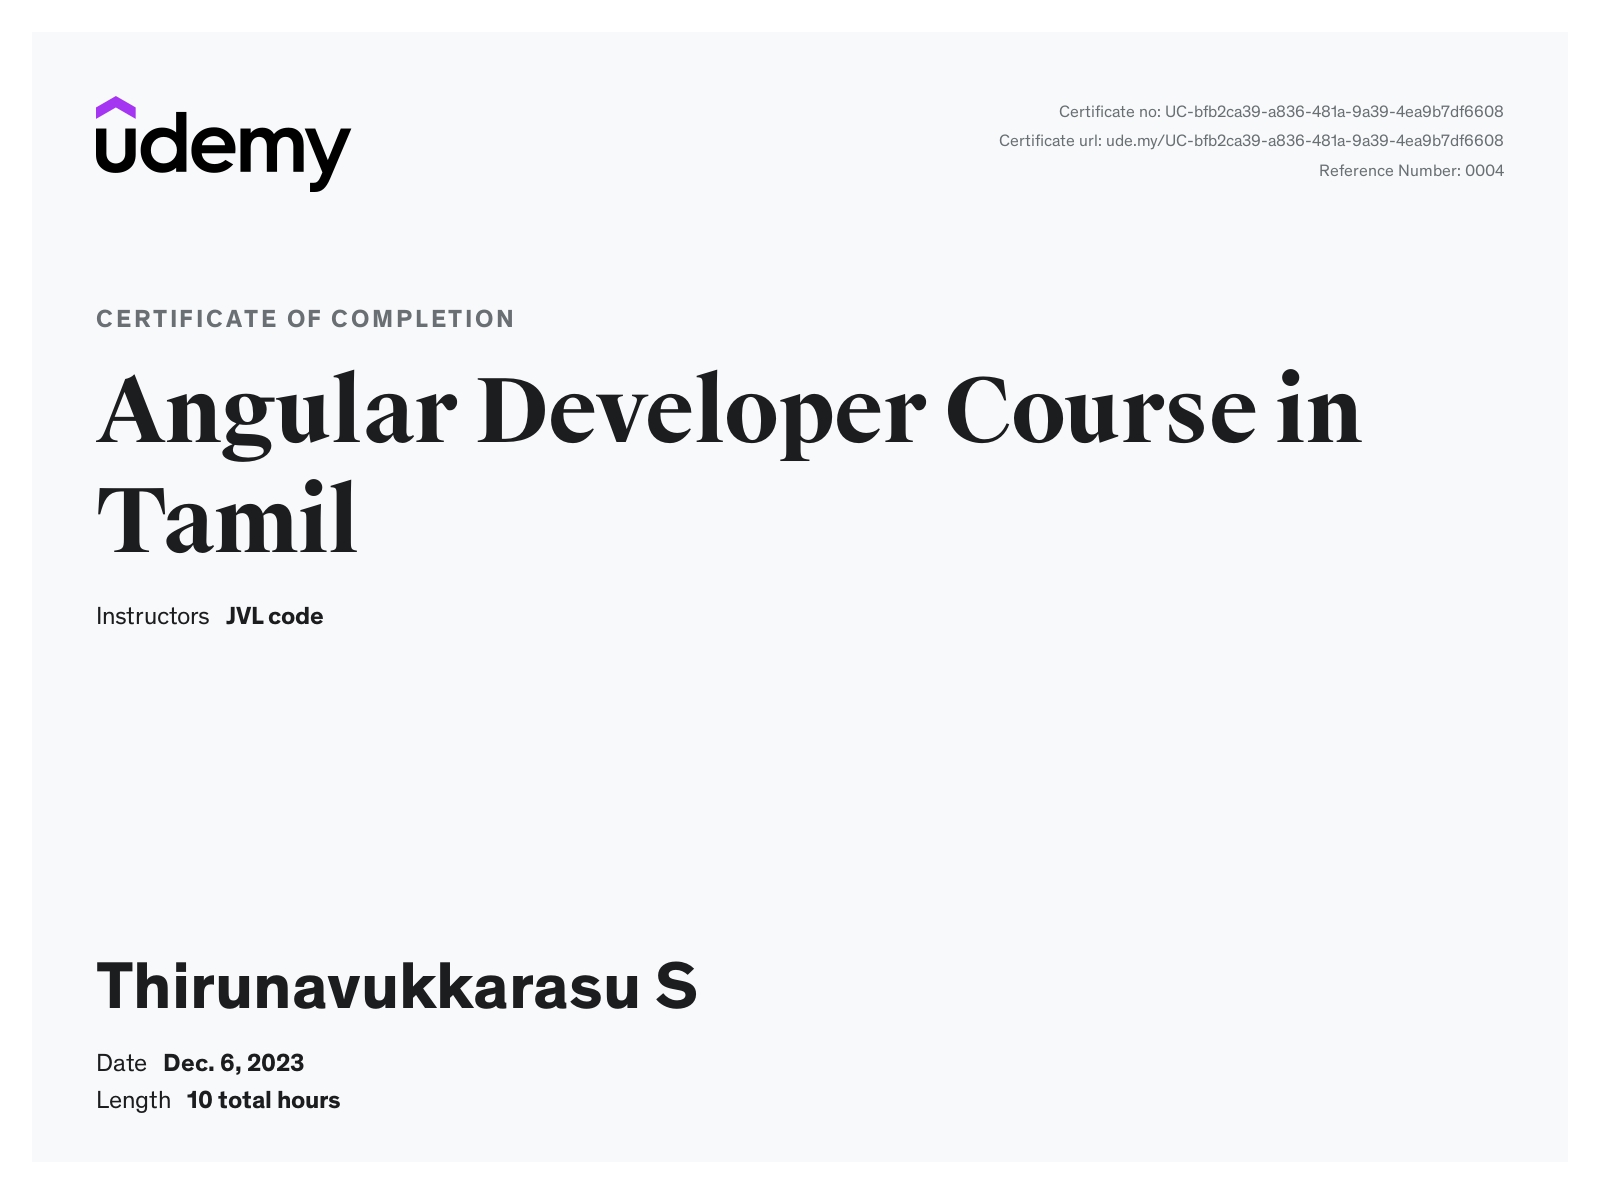 udemy
Certificate no: UC-bfb2ca39-a836-481a-9a39-4ea9b7df6608
Certificate url: ude.my/UC-bfb2ca39-a836-481a-9a39-4ea9b7df6608
Reference Number: 0004
CERTIFICATE OF COMPLETION
Angular Developer Course in
Tamil
Instructors JVL code
Thirunavukkarasu S
Date Dec. 6, 2023
Length 10 total hours